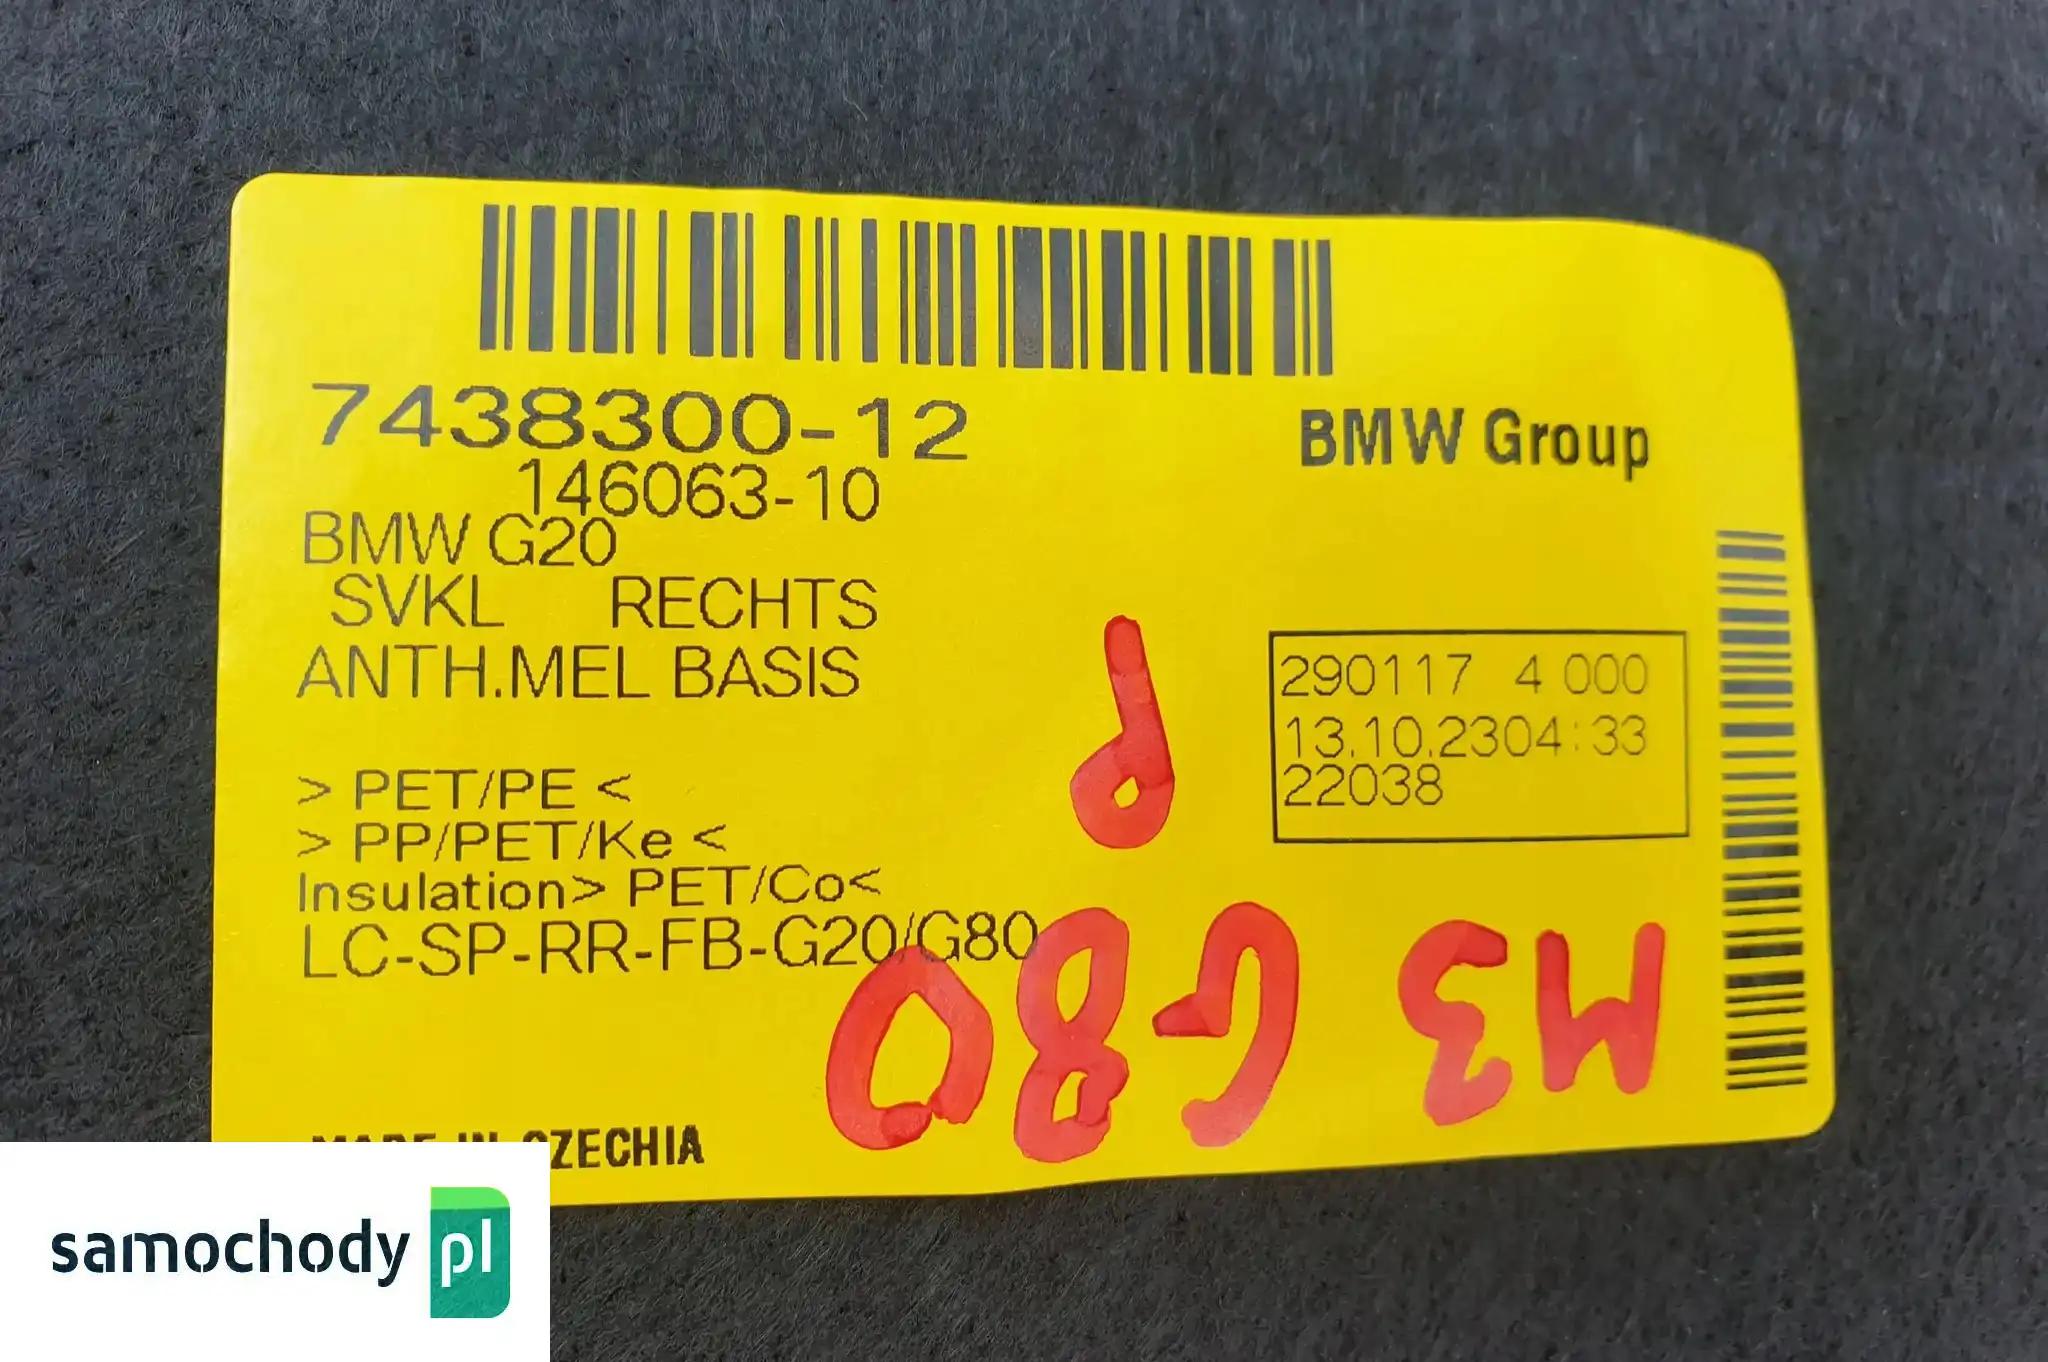 7438300-12
146063-10
BMW G20
SVKL RECHTS
ANTH.MEL BASIS
> PET/PE <
> PP/PET/Ke <
Insulation> PET/Co<
LC-SP-RR-FB-G20/G80
MADE IN CZECHIA
BMW Group
290117 4 000
13.10.2304:33
22038
P
M3 G80
samochody pl